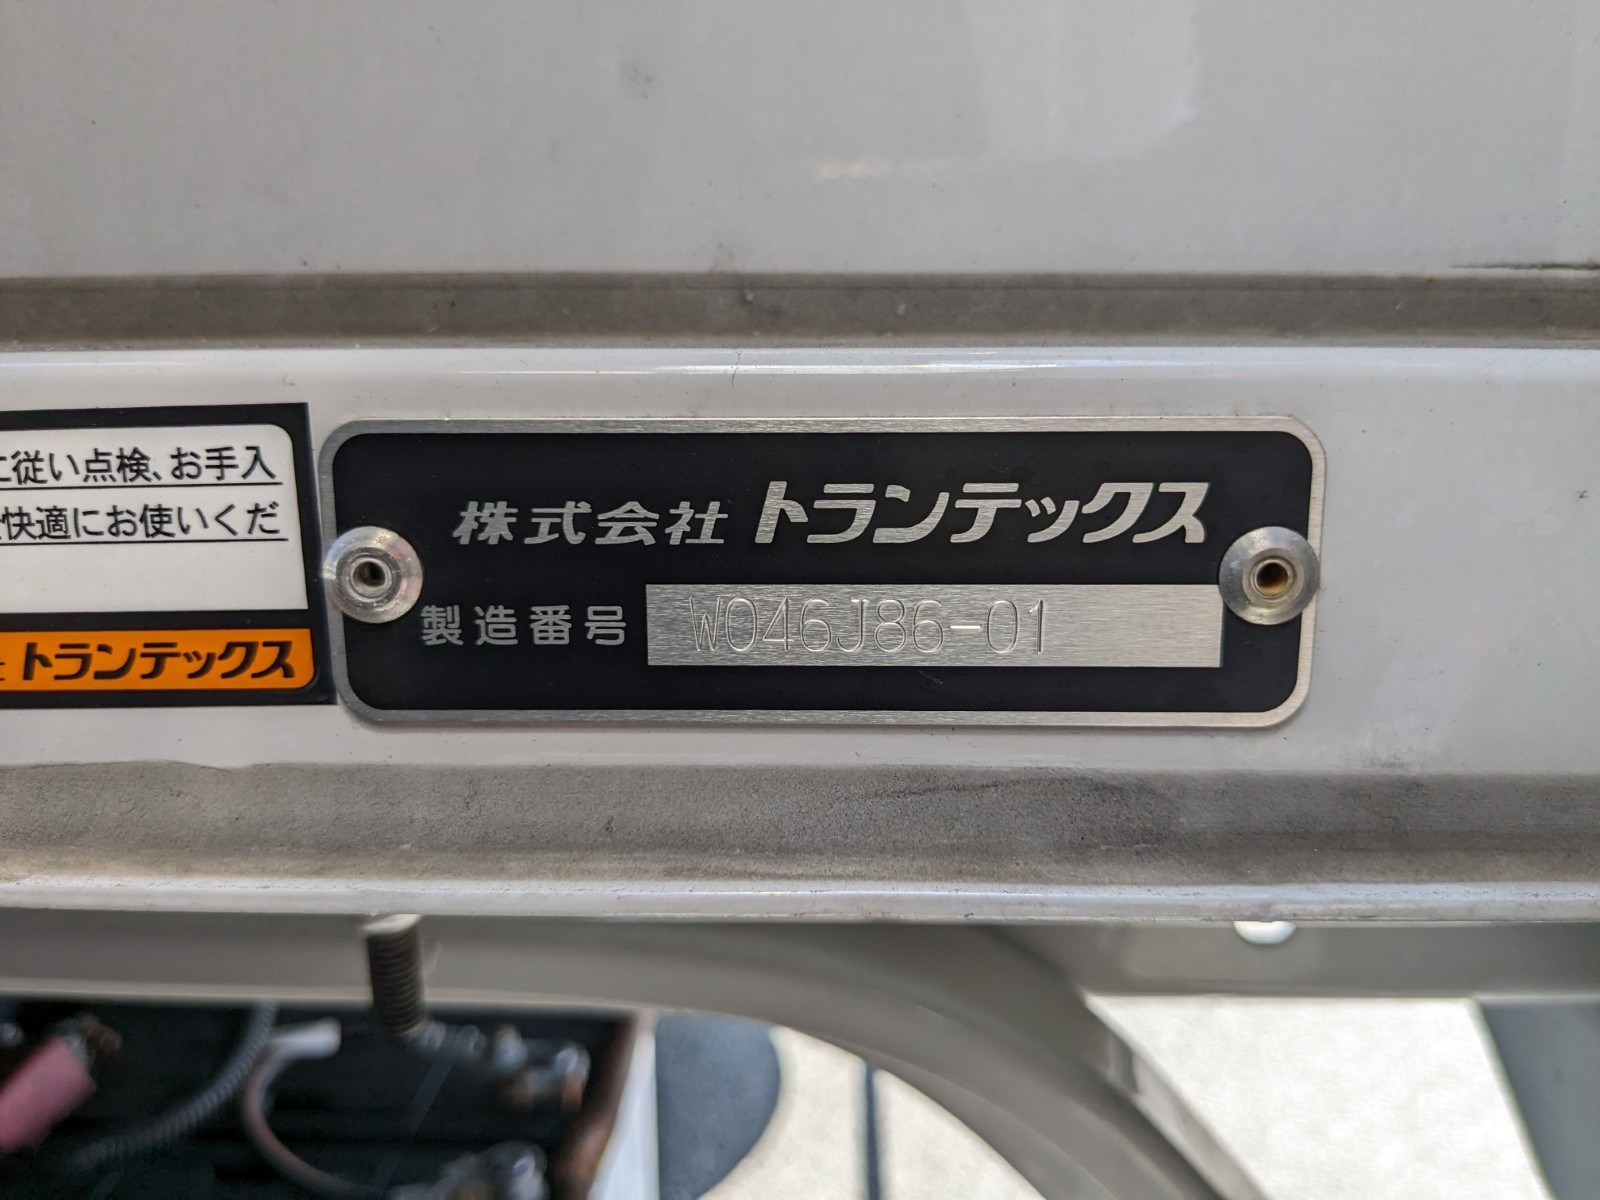 に従い点検、お手入
快適にお使いくだ
トランテックス
株式会社 トランテックス
製造番号 W046J86-01